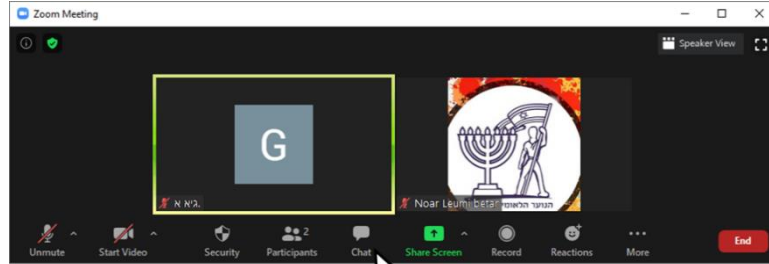 Zoom Meeting
Speaker View
G
גיא א.
Noar Leumi betar
הנוער הלאומי
2
Unmute
Start Video
Security
Participants
Chat
Share Screen
Record
Reactions
More
End